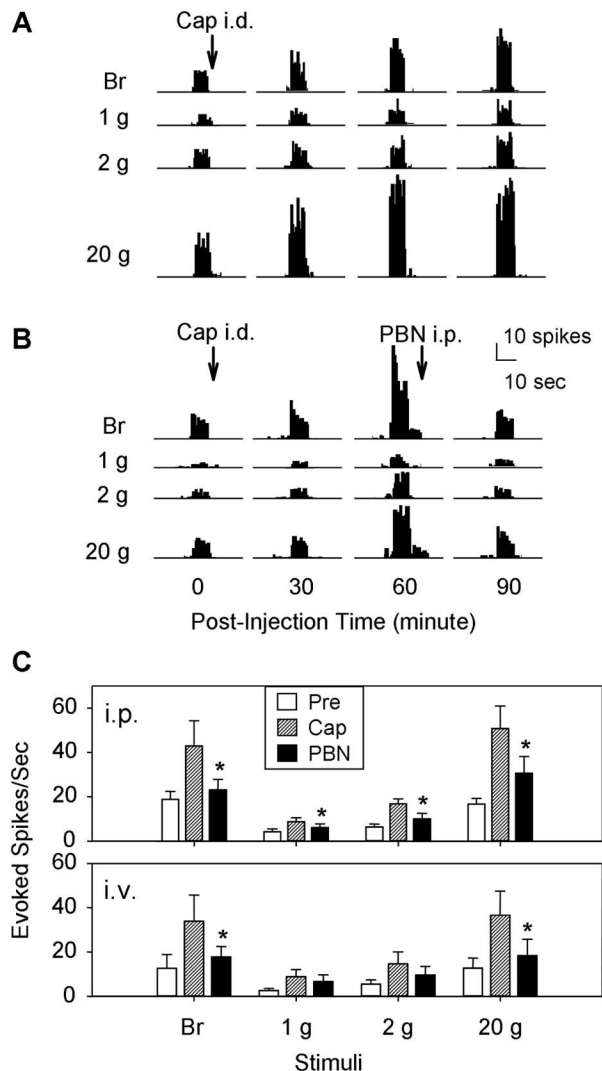 A
Cap i.d.
Br
1 g
2 g
20 g
B
Cap i.d.
PBN i.p.
10 spikes
10 sec
Br
1 g
2 g
20 g
0 30 60 90
Post-Injection Time (minute)
C
i.p.
Pre
Cap
PBN
60
40
20
0
* * * *
i.v.
60
40
20
0
* *
Evoked Spikes/Sec
Br 1 g 2 g 20 g
Stimuli